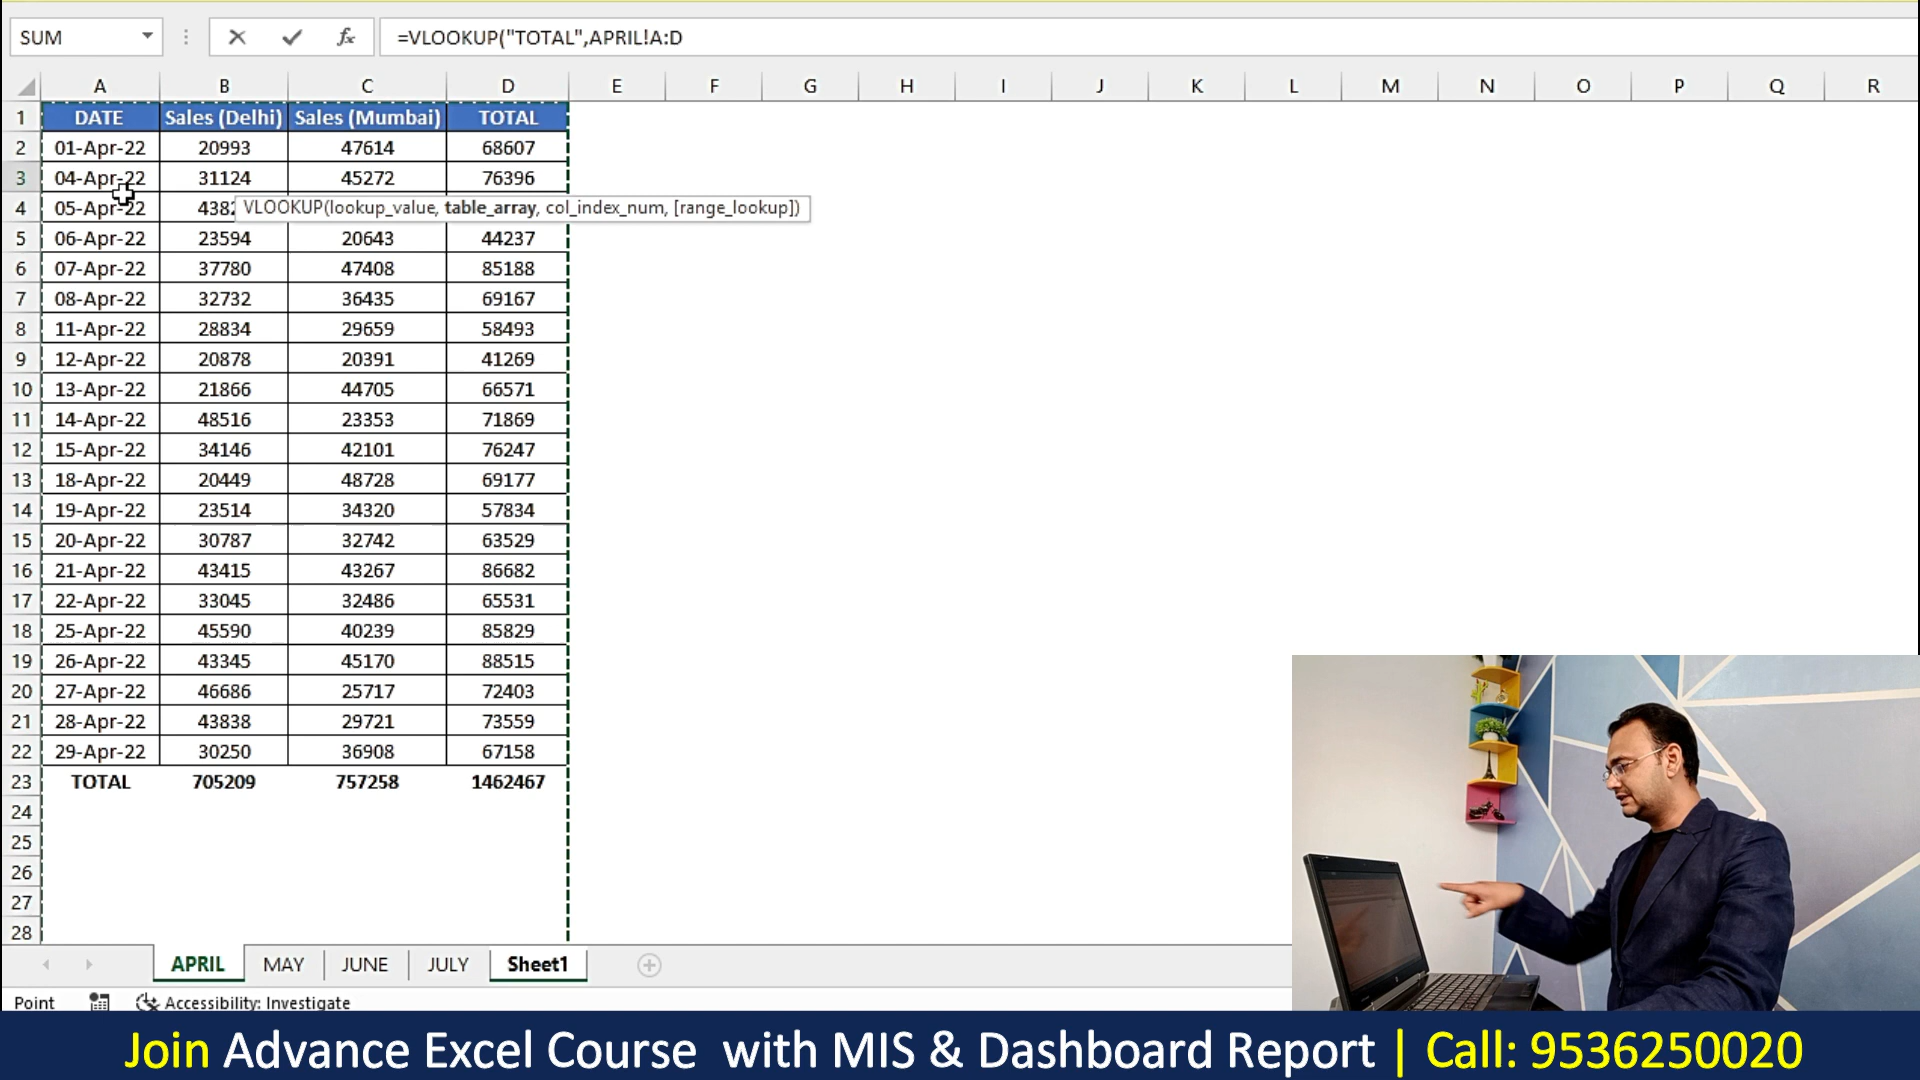 SUM
=VLOOKUP("TOTAL",APRIL!A:D
A B C D E F G H I J K L M N O P Q R
1 DATE Sales (Delhi) Sales (Mumbai) TOTAL
2 01-Apr-22 20993 47614 68607
3 04-Apr-22 31124 45272 76396
4 05-Apr-22 VLOOKUP(lookup_value, table_array, col_index_num, [range_lookup])
5 06-Apr-22 23594 20643 44237
6 07-Apr-22 37780 47408 85188
7 08-Apr-22 32732 36435 69167
8 11-Apr-22 28834 29659 58493
9 12-Apr-22 20878 20391 41269
10 13-Apr-22 21866 44705 66571
11 14-Apr-22 48516 23353 71869
12 15-Apr-22 34146 42101 76247
13 18-Apr-22 20449 48728 69177
14 19-Apr-22 23514 34320 57834
15 20-Apr-22 30787 32742 63529
16 21-Apr-22 43415 43267 86682
17 22-Apr-22 33045 32486 65531
18 25-Apr-22 45590 40239 85829
19 26-Apr-22 43345 45170 88515
20 27-Apr-22 46686 25717 72403
21 28-Apr-22 43838 29721 73559
22 29-Apr-22 30250 36908 67158
23 TOTAL 705209 757258 1462467
24
25
26
27
28
APRIL MAY JUNE JULY Sheet1
Point Accessibility: Investigate
Join Advance Excel Course with MIS & Dashboard Report | Call: 9536250020